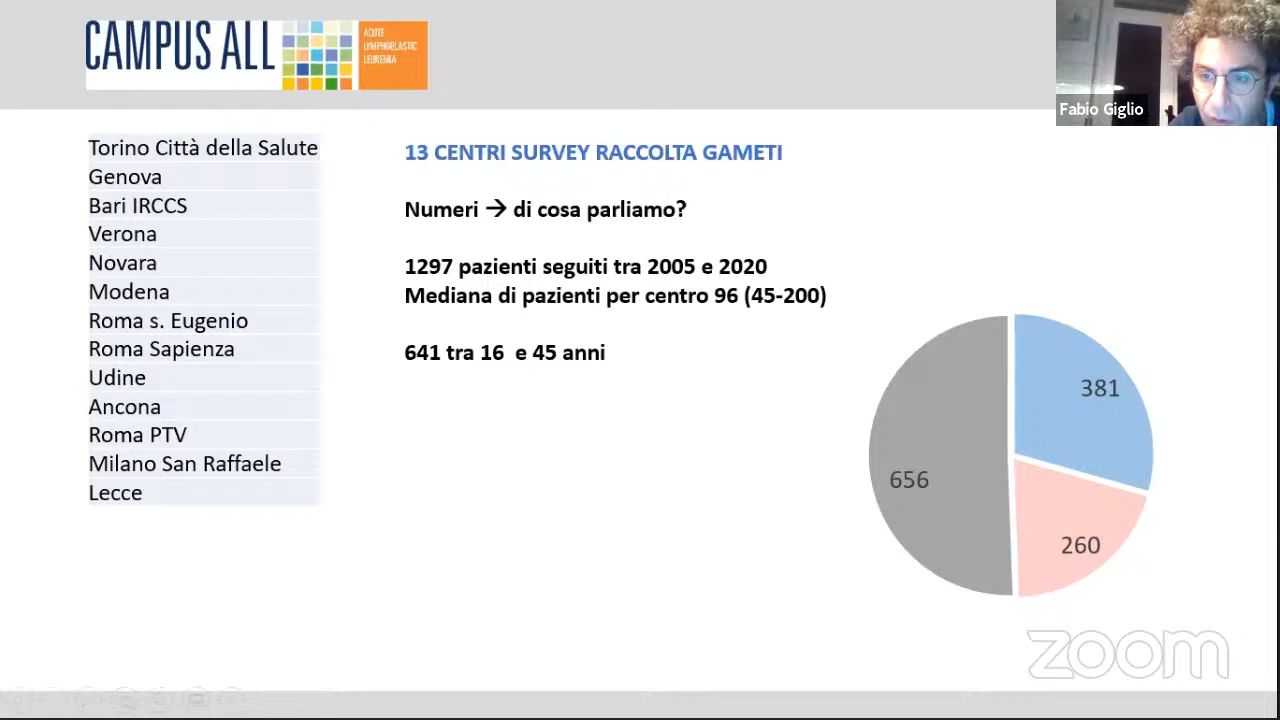 CAMPUS ALL
ACUTE
LYMPHOBLASTIC
LEUKEMIA
Fabio Giglio
Torino Città della Salute
Genova
Bari IRCCS
Verona
Novara
Modena
Roma s. Eugenio
Roma Sapienza
Udine
Ancona
Roma PTV
Milano San Raffaele
Lecce
13 CENTRI SURVEY RACCOLTA GAMETI
Numeri → di cosa parliamo?
1297 pazienti seguiti tra 2005 e 2020
Mediana di pazienti per centro 96 (45-200)
641 tra 16 e 45 anni
381
656
260
zoom